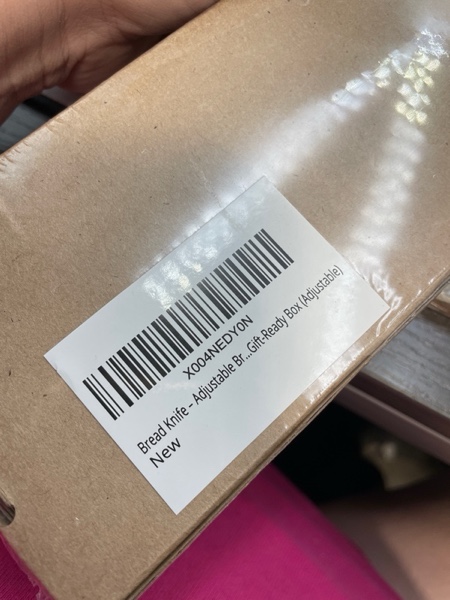 X004NEDY0N
Bread Knife - Adjustable Br...Gift-Ready Box (Adjustable)
New